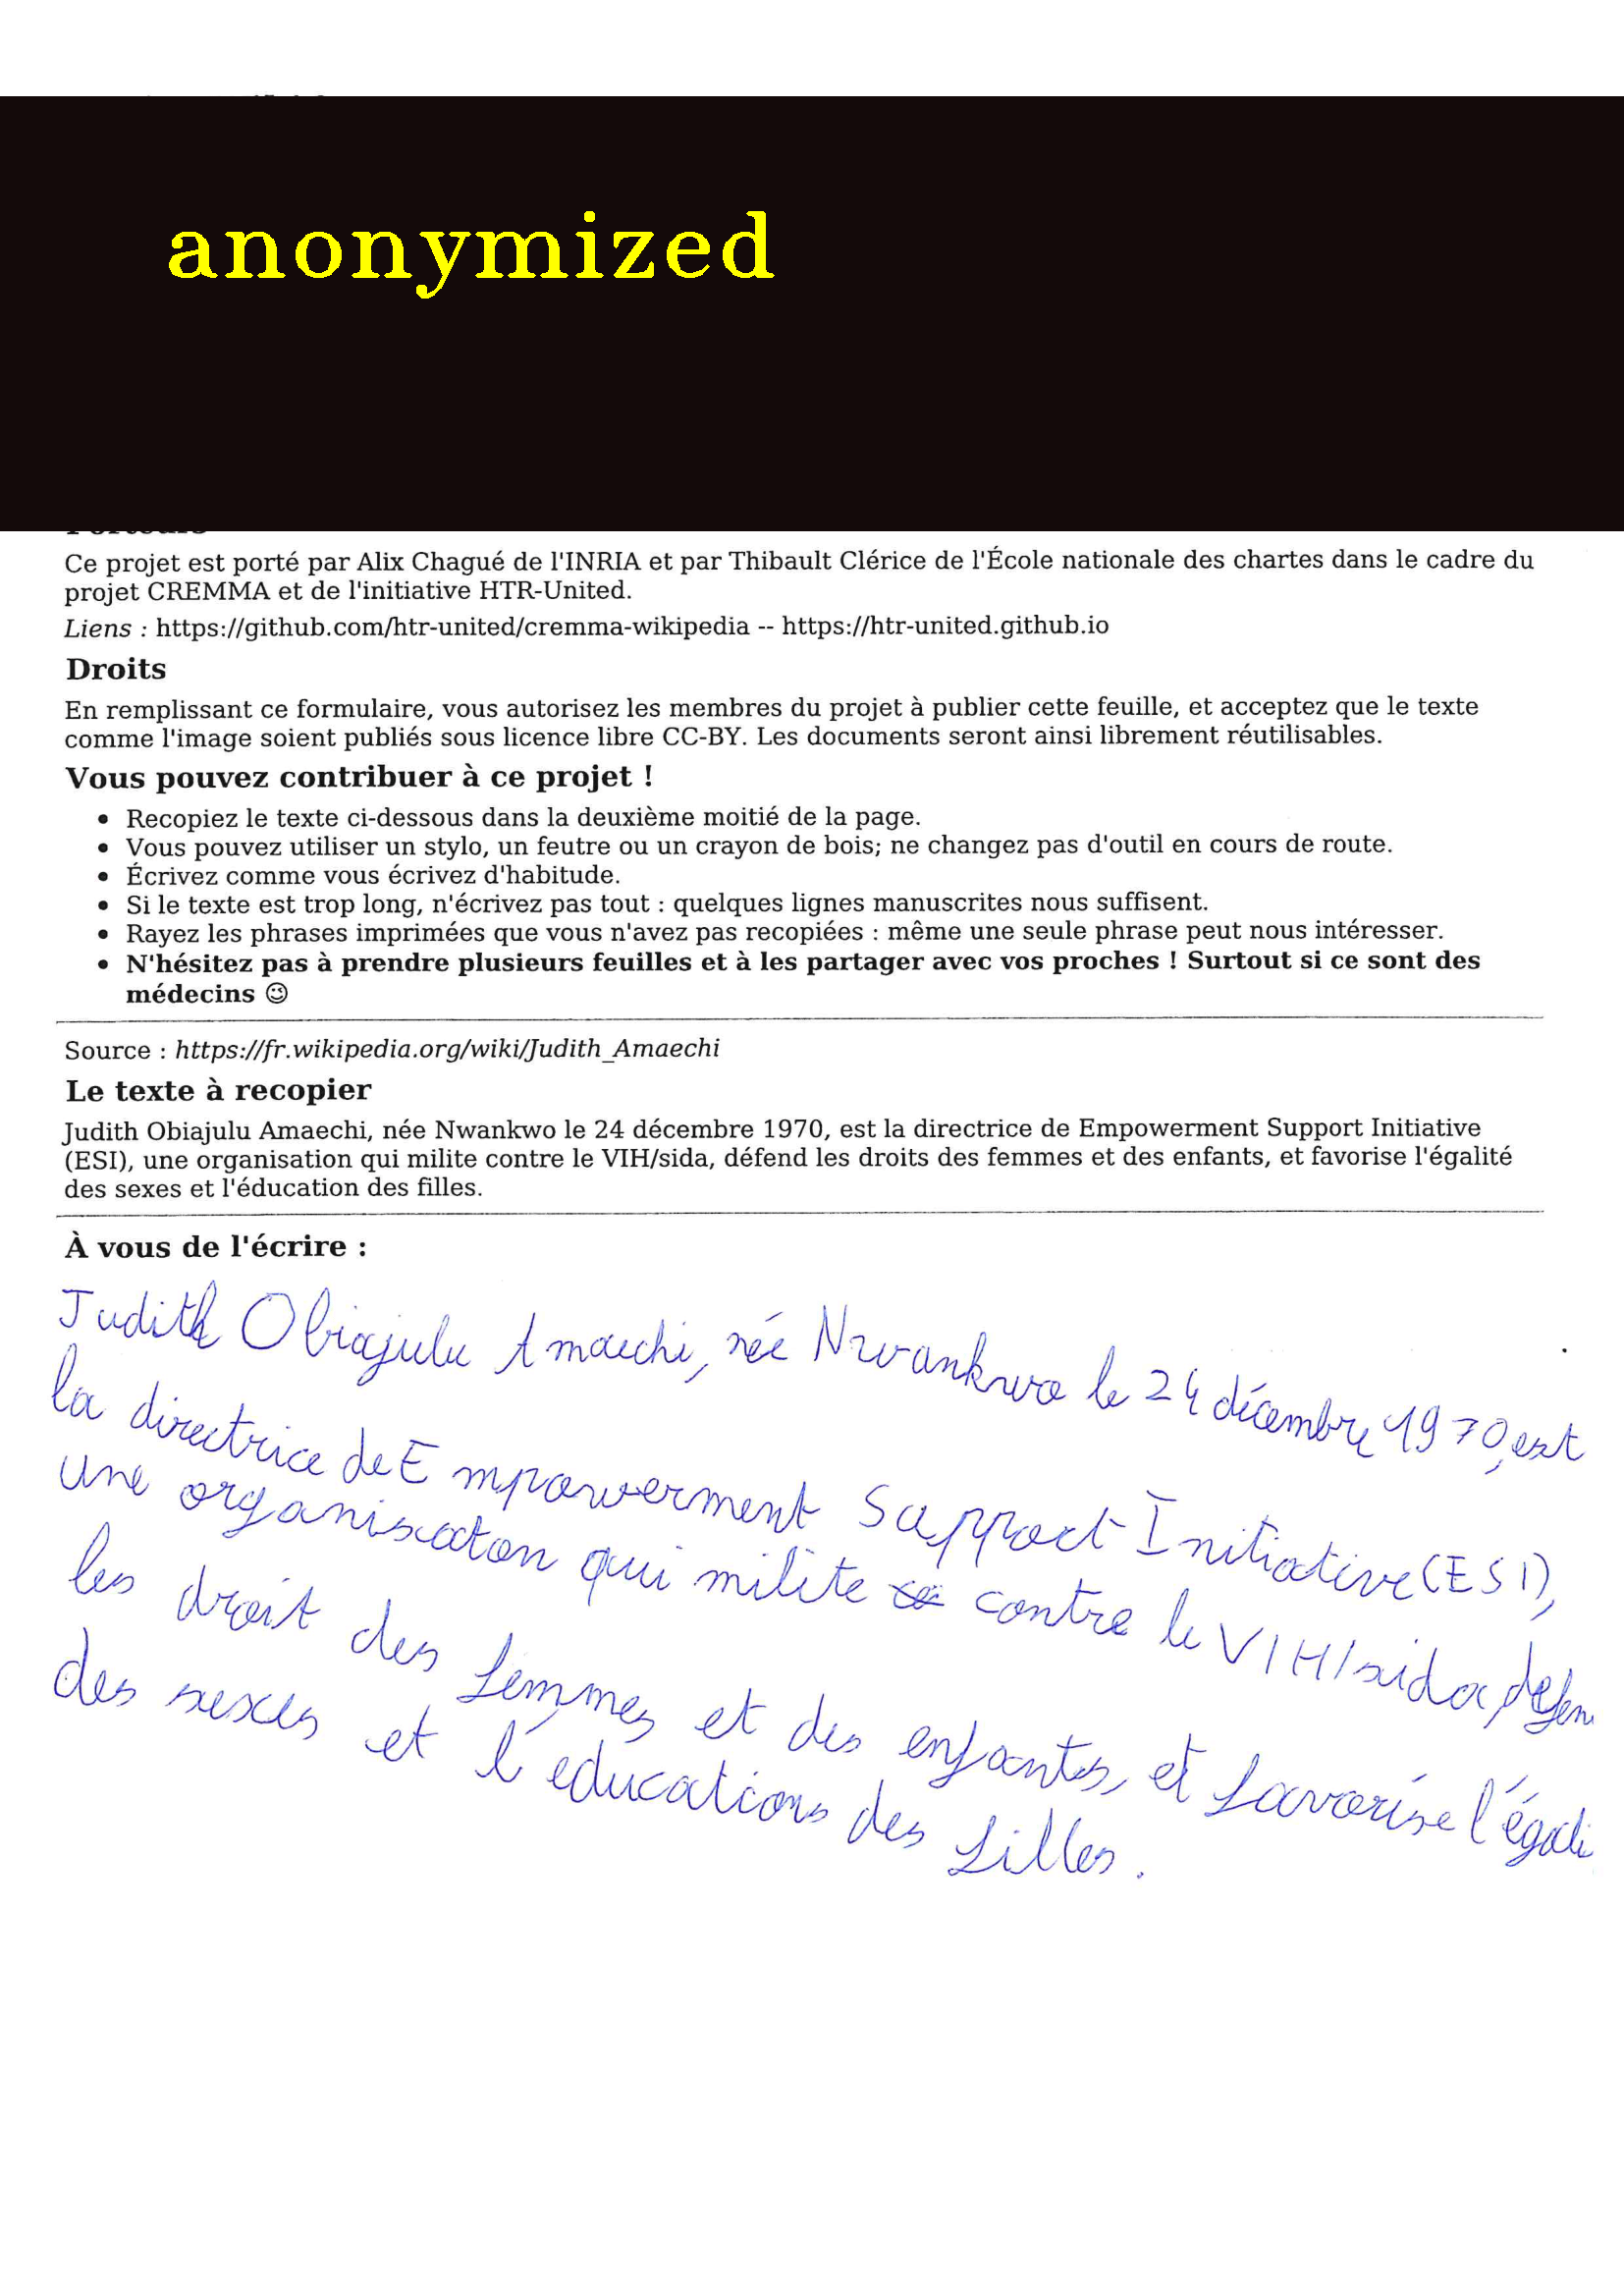 anonymized
Ce projet est porté par Alix Chagué de l'INRIA et par Thibault Clérice de l'École nationale des chartes dans le cadre du
projet CREMMA et de l'initiative HTR-United.
Liens : https://github.com/htr-united/cremma-wikipedia -- https://htr-united.github.io
Droits
En remplissant ce formulaire, vous autorisez les membres du projet à publier cette feuille, et acceptez que le texte
comme l'image soient publiés sous licence libre CC-BY. Les documents seront ainsi librement réutilisables.
Vous pouvez contribuer à ce projet !
• Recopiez le texte ci-dessous dans la deuxième moitié de la page.
• Vous pouvez utiliser un stylo, un feutre ou un crayon de bois; ne changez pas d'outil en cours de route.
• Écrivez comme vous écrivez d'habitude.
• Si le texte est trop long, n'écrivez pas tout : quelques lignes manuscrites nous suffisent.
• Rayez les phrases imprimées que vous n'avez pas recopiées : même une seule phrase peut nous intéresser.
• N'hésitez pas à prendre plusieurs feuilles et à les partager avec vos proches ! Surtout si ce sont des
médecins 😉
Source : https://fr.wikipedia.org/wiki/Judith_Amaechi
Le texte à recopier
Judith Obiajulu Amaechi, née Nwankwo le 24 décembre 1970, est la directrice de Empowerment Support Initiative
(ESI), une organisation qui milite contre le VIH/sida, défend les droits des femmes et des enfants, et favorise l'égalité
des sexes et l'éducation des filles.
À vous de l'écrire :
Judith Obiajulu Amaechi, née Nwankwo le 24 décembre 1970, est
la directrice de Empowerment Support Initiative (ESI),
une organisaton qui milite contre le VIH/sida, défen
les droit des femmes et des enfants, et favorise l'égali
des sexes et l'éducations des filles.